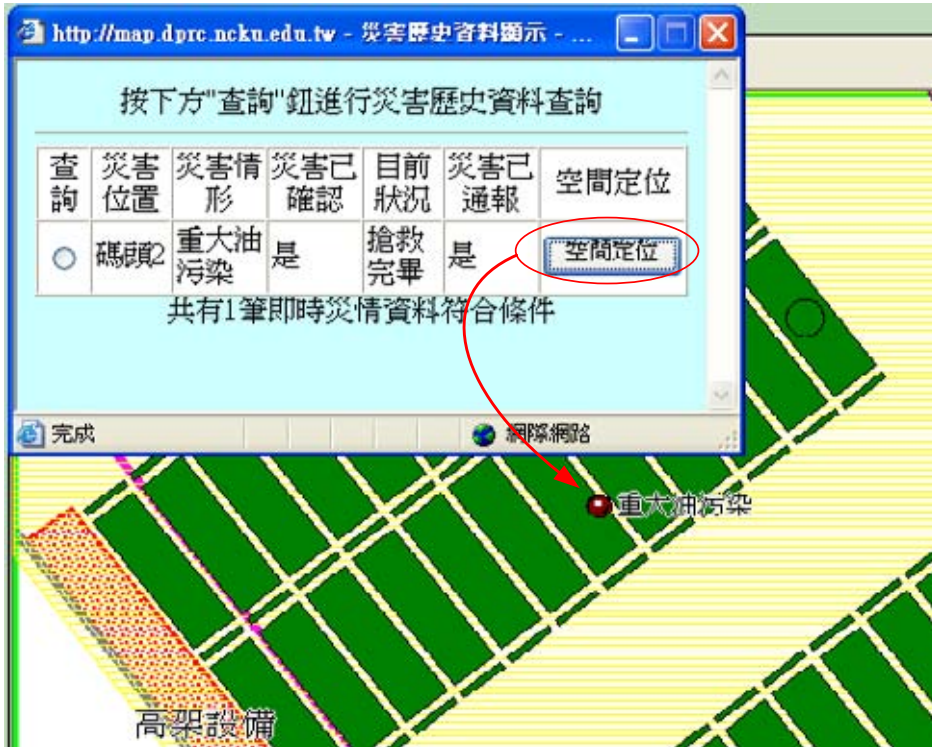 http://map.dprc.ncku.edu.tw - 災害歷史資料顯示 - ...
按下方"查詢"鈕進行災害歷史資料查詢
查詢 災害位置 災害情形 災害已確認 目前狀況 災害已通報 空間定位
碼頭2 重大油污染 是 搶救完畢 是 空間定位
共有1筆即時災情資料符合條件
完成 網際網路
重大油污染
高架設備